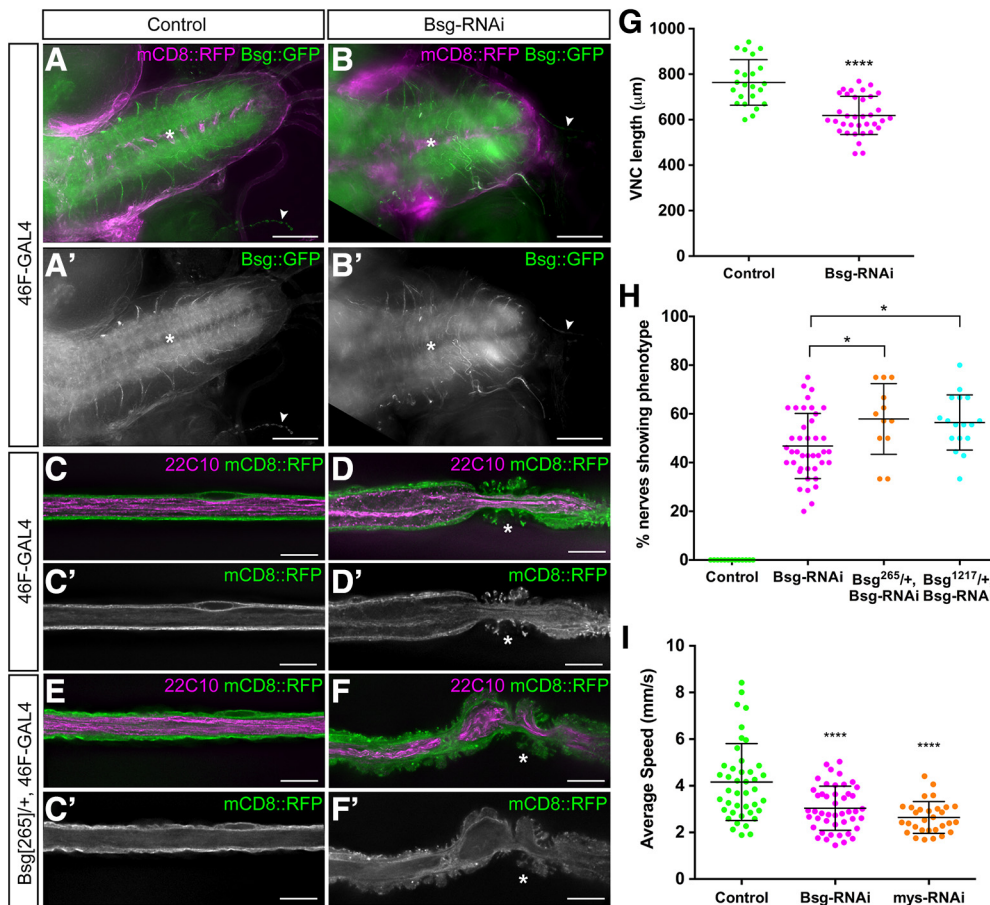 Control
Bsg-RNAi
46F-GAL4
46F-GAL4
Bsg[265]/+, 46F-GAL4
A
mCD8::RFP Bsg::GFP
*
B
mCD8::RFP Bsg::GFP
*
A'
Bsg::GFP
*
B'
Bsg::GFP
*
C
22C10 mCD8::RFP
D
22C10 mCD8::RFP
*
C'
mCD8::RFP
D'
mCD8::RFP
*
E
22C10 mCD8::RFP
F
22C10 mCD8::RFP
*
C'
mCD8::RFP
F'
mCD8::RFP
*
G
VNC length (μm)
1000
800
600
400
200
0
****
Control
Bsg-RNAi
H
% nerves showing phenotype
100
80
60
40
20
0
*
*
Control
Bsg-RNAi
Bsg265/+,
Bsg-RNAi
Bsg1217/+
Bsg-RNA
I
Average Speed (mm/s)
10
8
6
4
2
0
****
****
Control
Bsg-RNAi
mys-RNAi